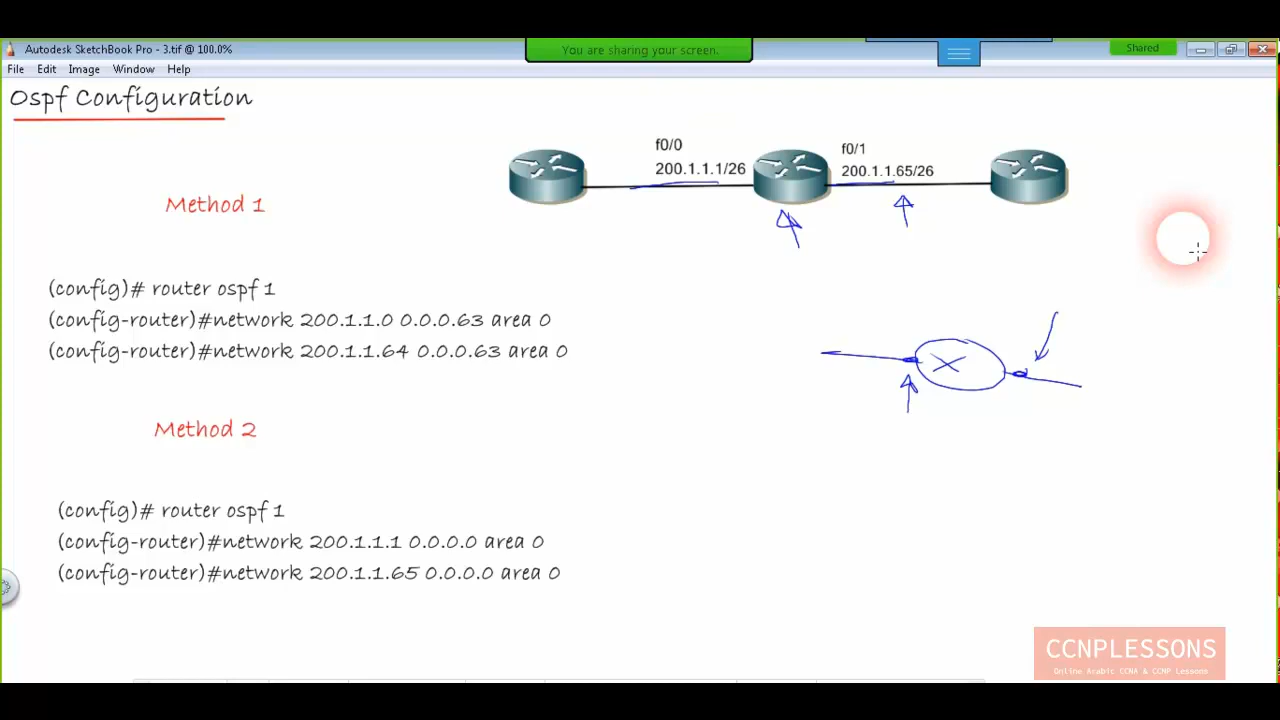 Autodesk SketchBook Pro - 3.tif @ 100.0%
You are sharing your screen.
Shared
File Edit Image Window Help
Ospf Configuration
f0/0
200.1.1.1/26
f0/1
200.1.1.65/26
Method 1
(config)# router ospf 1
(config-router)#network 200.1.1.0 0.0.0.63 area 0
(config-router)#network 200.1.1.64 0.0.0.63 area 0
Method 2
(config)# router ospf 1
(config-router)#network 200.1.1.1 0.0.0.0 area 0
(config-router)#network 200.1.1.65 0.0.0.0 area 0
CCNPLESSONS
Online Arabic CCNA & CCNP Lessons